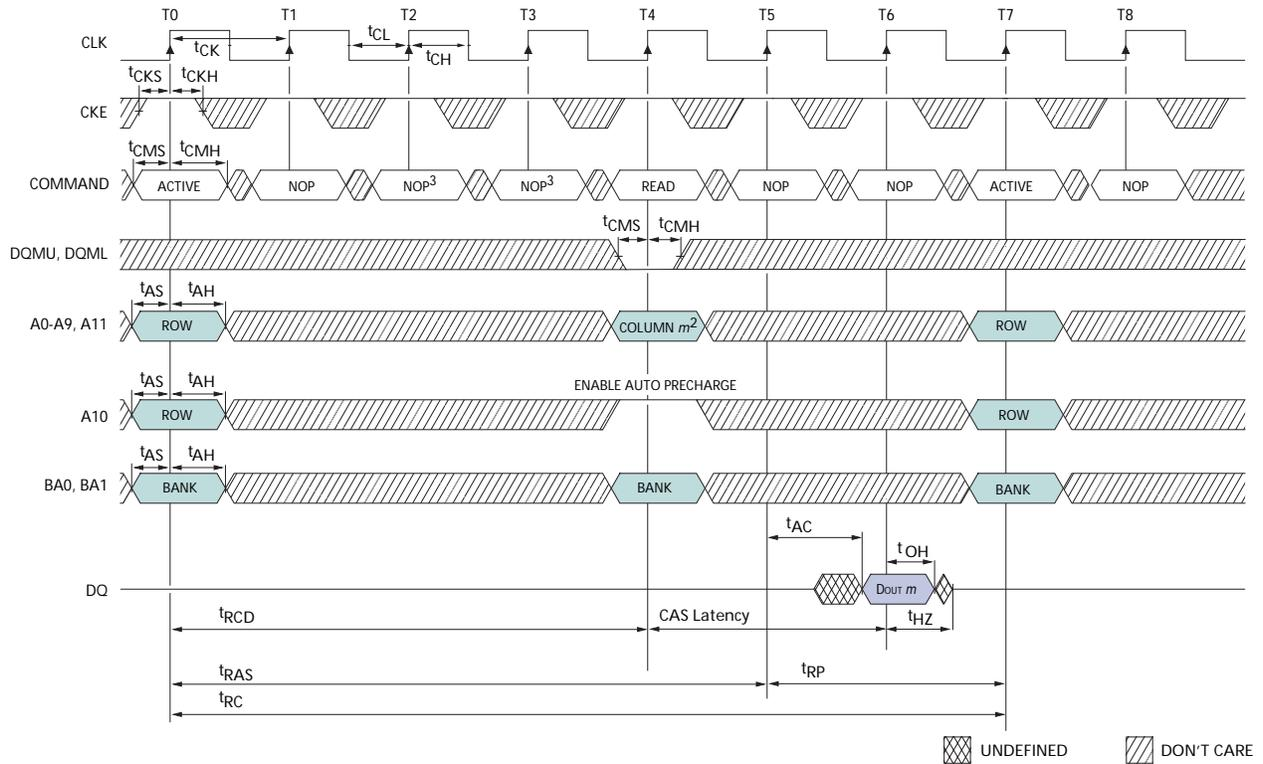 T0 T1 T2 T3 T4 T5 T6 T7 T8
CLK
tCK tCL tCH
tCKS tCKH
CKE
tCMS tCMH
COMMAND ACTIVE NOP NOP3 NOP3 READ NOP NOP ACTIVE NOP
tCMS tCMH
DQMU, DQML
tAS tAH
A0-A9, A11 ROW COLUMN m2 ROW
ENABLE AUTO PRECHARGE
tAS tAH
A10 ROW ROW
tAS tAH
BA0, BA1 BANK BANK BANK
tAC
tOH
DQ DOUT m
tRCD CAS Latency tHZ
tRAS tRP
tRC
UNDEFINED DON'T CARE